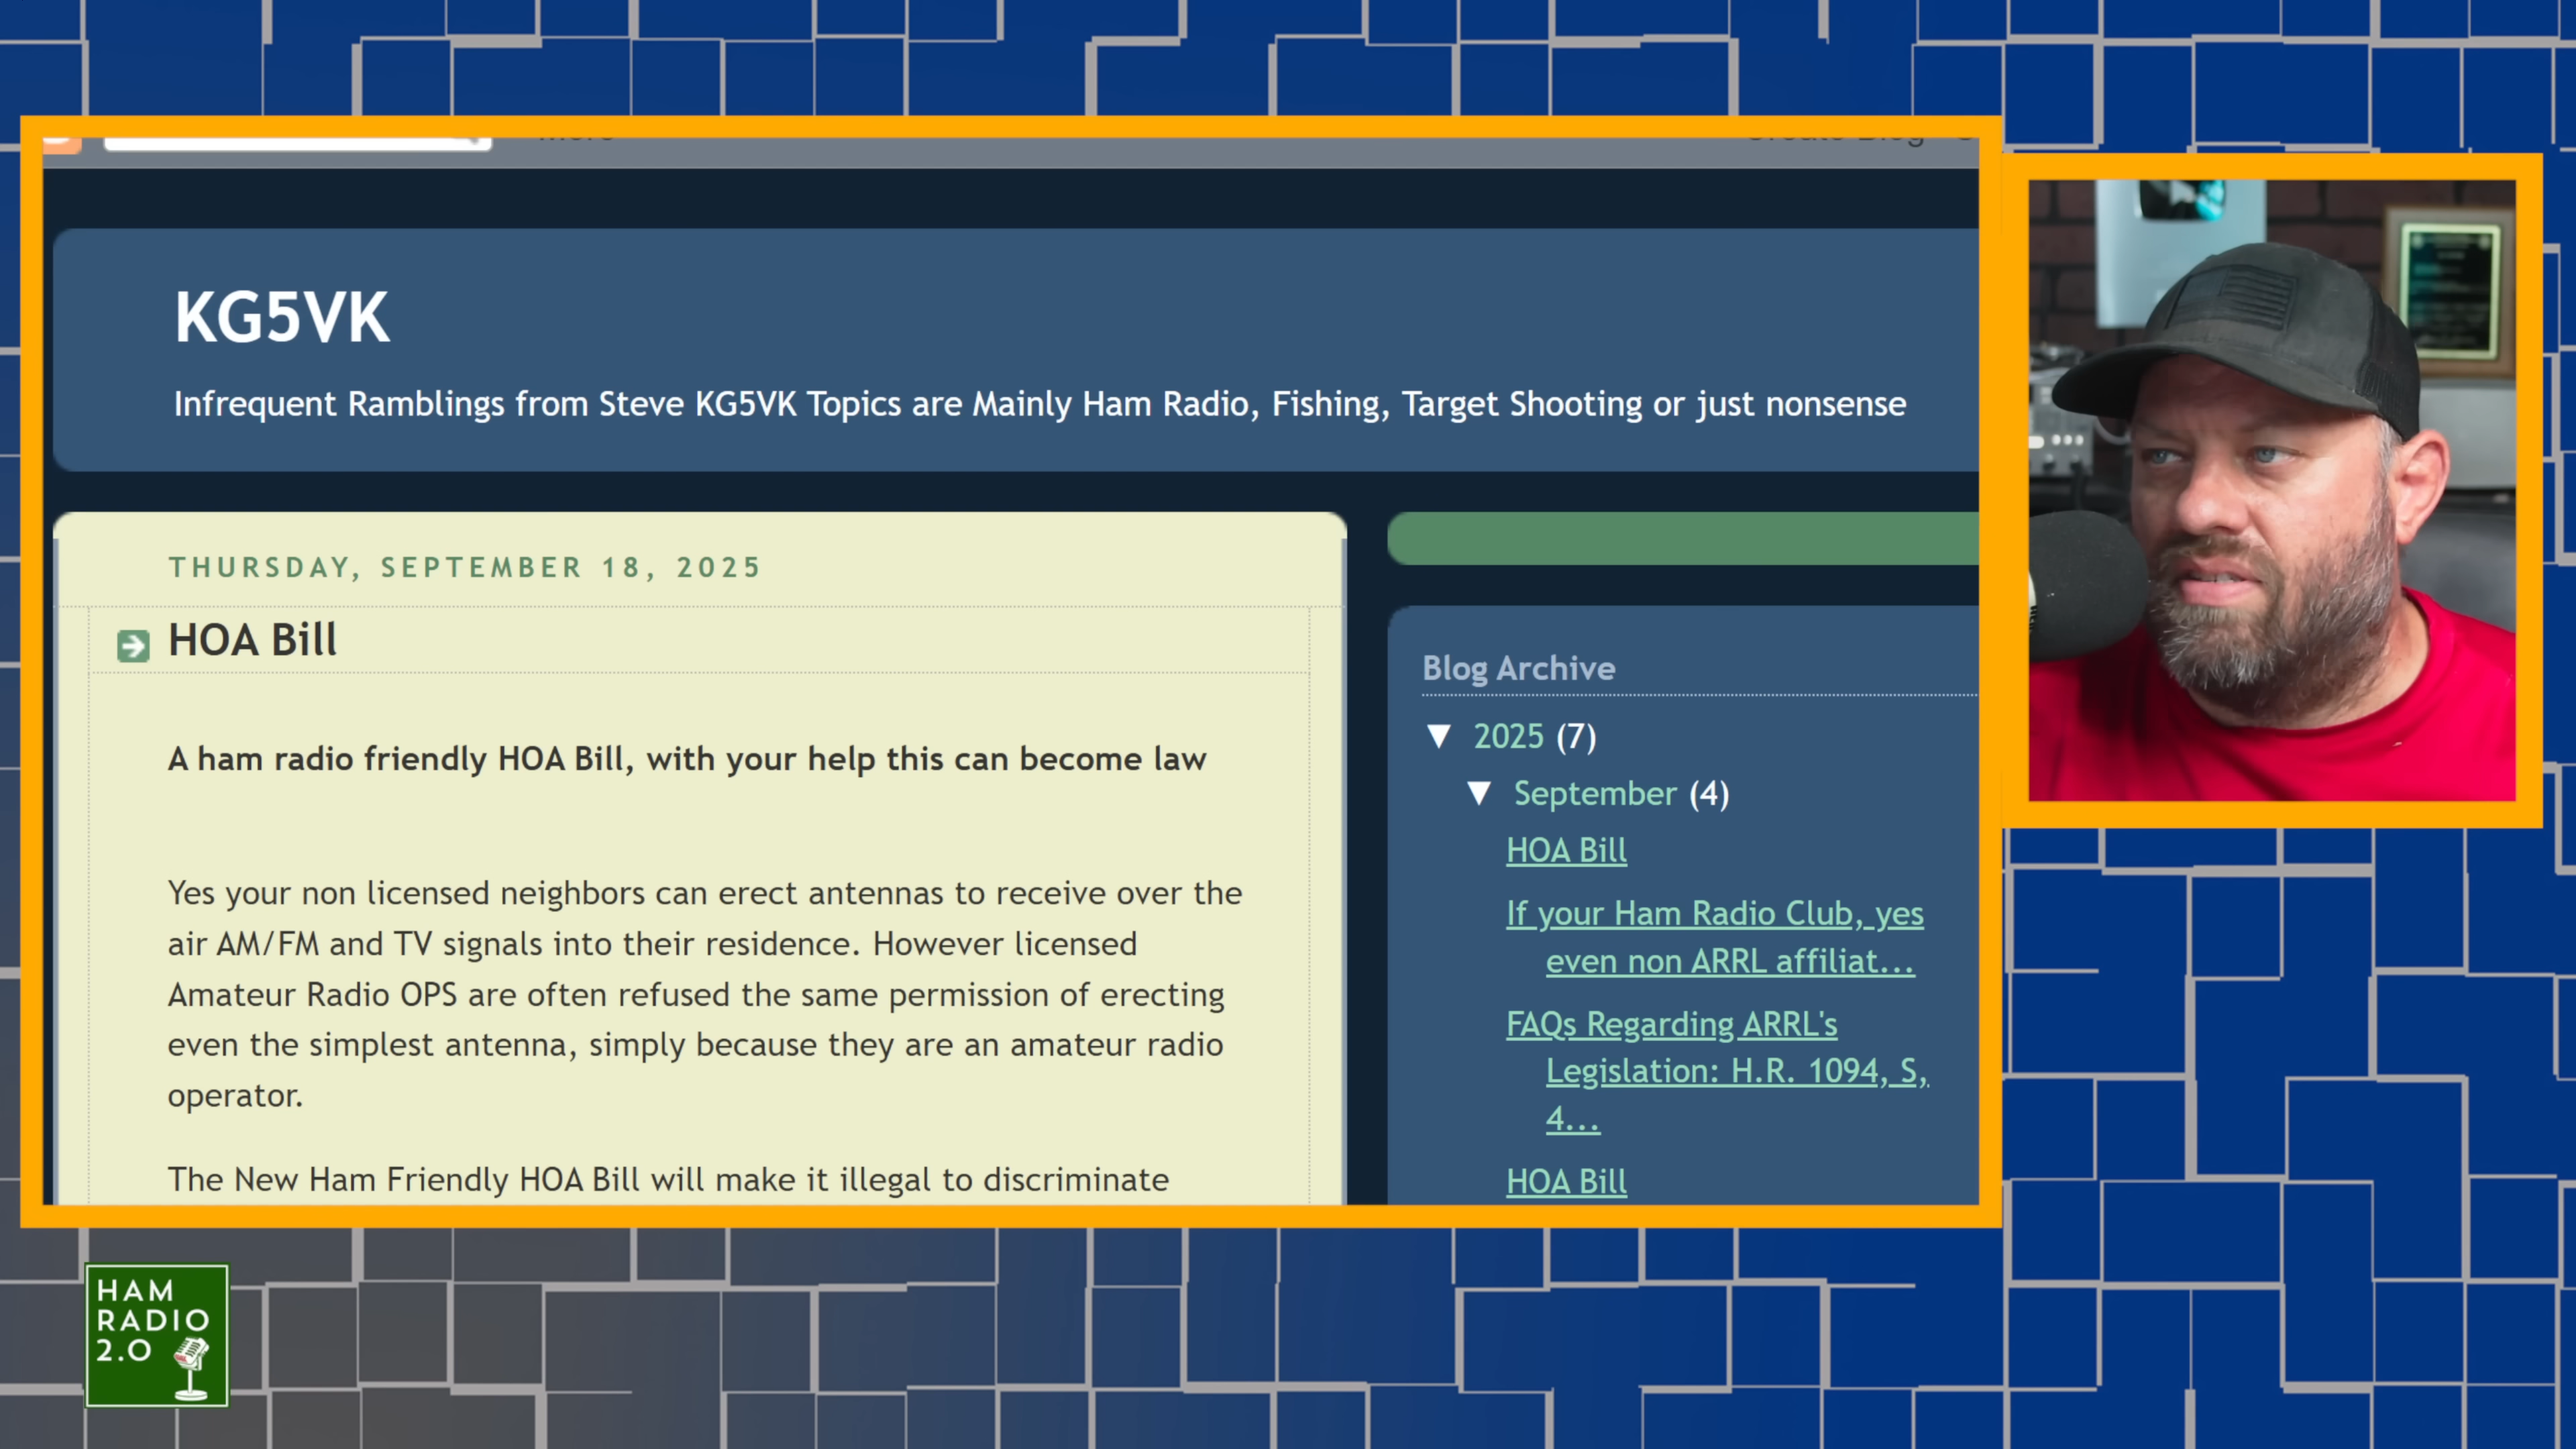 KG5VK
Infrequent Ramblings from Steve KG5VK Topics are Mainly Ham Radio, Fishing, Target Shooting or just nonsense
THURSDAY, SEPTEMBER 18, 2025
HOA Bill
A ham radio friendly HOA Bill, with your help this can become law
Yes your non licensed neighbors can erect antennas to receive over the
air AM/FM and TV signals into their residence. However licensed
Amateur Radio OPS are often refused the same permission of erecting
even the simplest antenna, simply because they are an amateur radio
operator.
The New Ham Friendly HOA Bill will make it illegal to discriminate
Blog Archive
▼ 2025 (7)
▼ September (4)
HOA Bill
If your Ham Radio Club, yes
even non ARRL affiliat...
FAQs Regarding ARRL's
Legislation: H.R. 1094, S,
4...
HOA Bill
HAM
RADIO
2.0